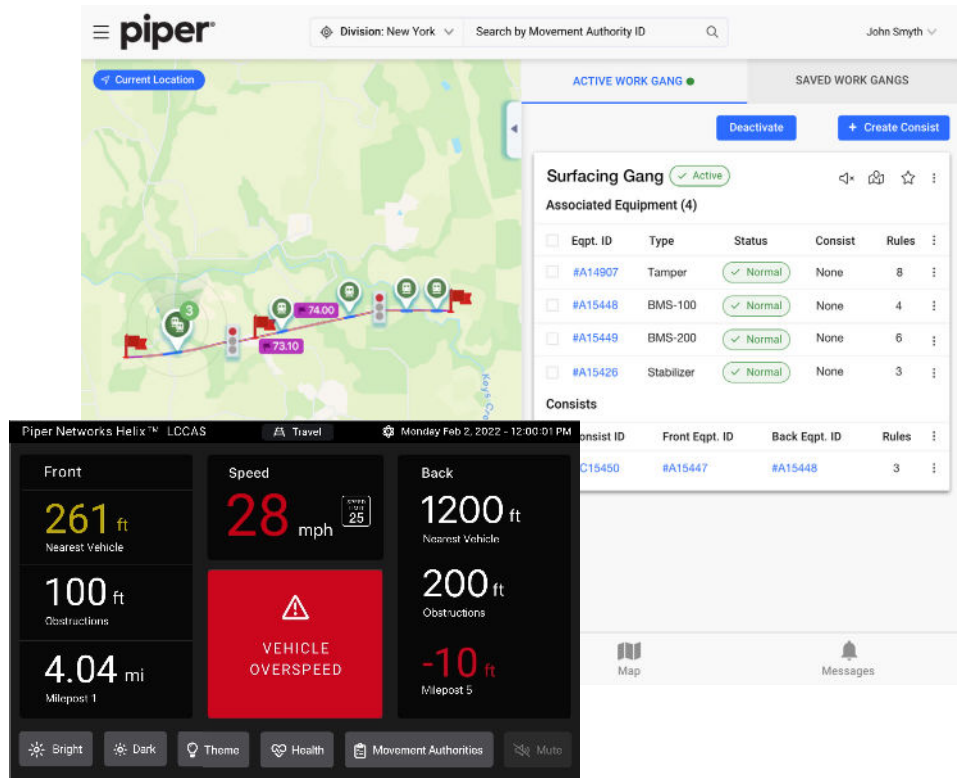 piper
Division: New York
Search by Movement Authority ID
John Smyth
Current Location
ACTIVE WORK GANG
SAVED WORK GANGS
Deactivate
+ Create Consist
Surfacing Gang
Active
Associated Equipment (4)
Eqpt. ID Type Status Consist Rules
#A14907 Tamper Normal None 8
#A15448 BMS-100 Normal None 4
#A15449 BMS-200 Normal None 6
#A15426 Stabilizer Normal None 3
Consists
onsist ID Front Eqpt. ID Back Eqpt. ID Rules
C15450 #A15447 #A15448 3
3
74.00
73.10
Keys C
Map
Messages
Piper Networks Helix™ LCCAS
Travel
Monday Feb 2, 2022 - 12:00:01 PM
Front
261 ft
Nearest Vehicle
100 ft
Obstructions
4.04 mi
Milepost 1
Speed
28 mph
SPEED
LIMIT
25
VEHICLE
OVERSPEED
Back
1200 ft
Nearest Vehicle
200 ft
Obstructions
-10 ft
Milepost 5
Bright
Dark
Theme
Health
Movement Authorities
Mute